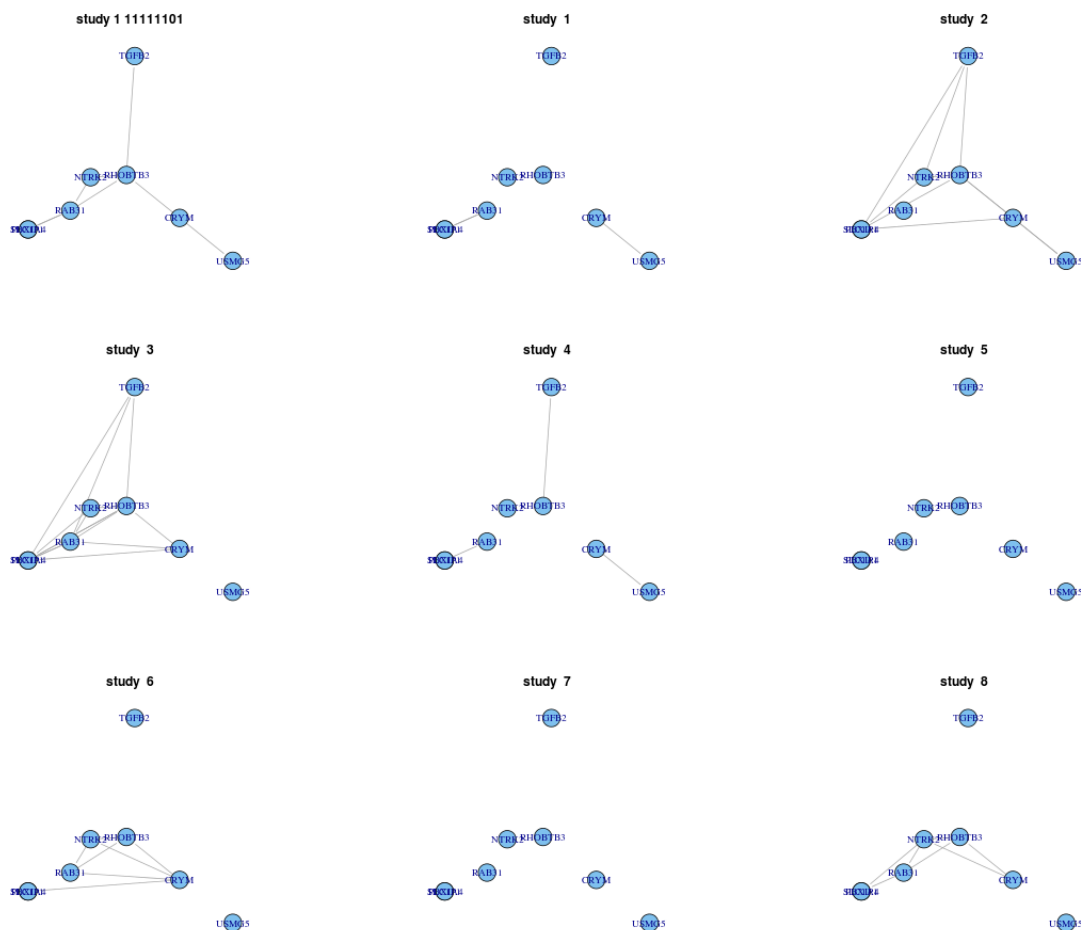 study 1 11111101
TGFB2
NTRK2
RHOBTB3
RAB31
CRYM
USMG5
study 1
TGFB2
NTRK2
RHOBTB3
RAB31
CRYM
USMG5
study 2
TGFB2
NTRK2
RHOBTB3
RAB31
CRYM
USMG5
study 3
TGFB2
NTRK2
RHOBTB3
RAB31
CRYM
USMG5
study 4
TGFB2
NTRK2
RHOBTB3
RAB31
CRYM
USMG5
study 5
TGFB2
NTRK2
RHOBTB3
RAB31
CRYM
USMG5
study 6
TGFB2
NTRK2
RHOBTB3
RAB31
CRYM
USMG5
study 7
TGFB2
NTRK2
RHOBTB3
RAB31
CRYM
USMG5
study 8
TGFB2
NTRK2
RHOBTB3
RAB31
CRYM
USMG5